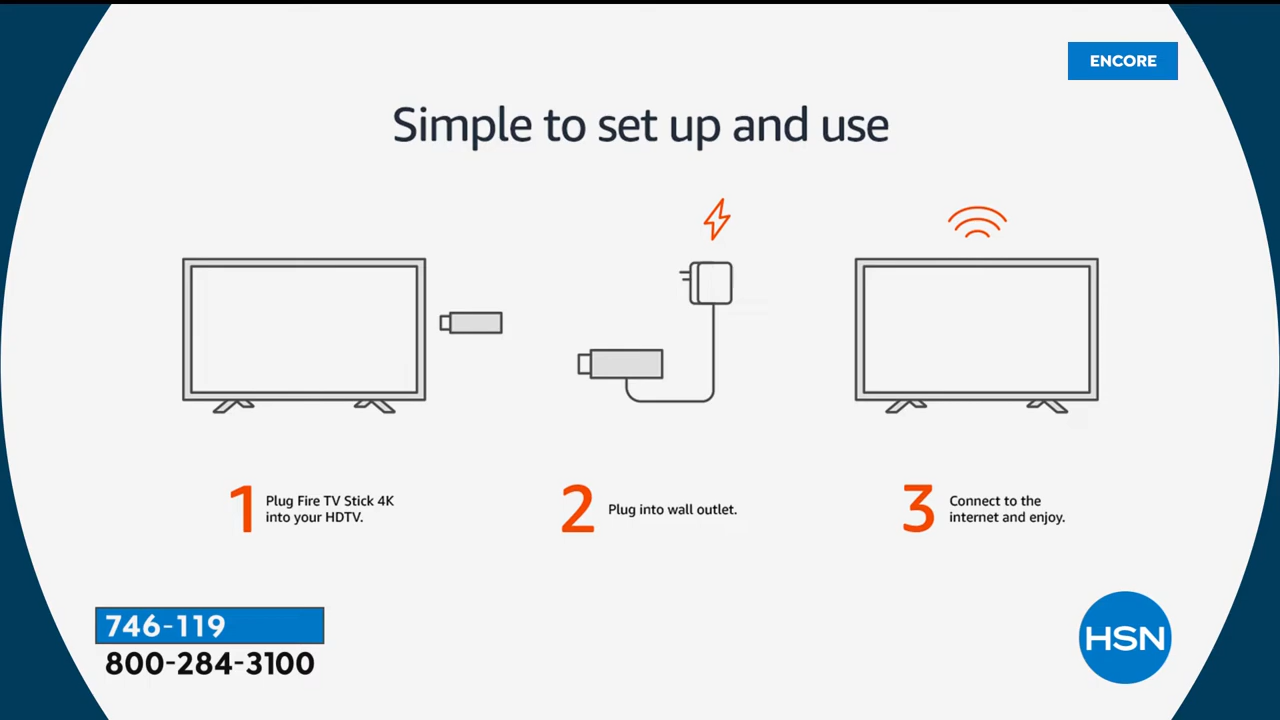 ENCORE
Simple to set up and use
1 Plug Fire TV Stick 4K
into your HDTV.
2 Plug into wall outlet.
3 Connect to the
internet and enjoy.
746-119
800-284-3100
HSN